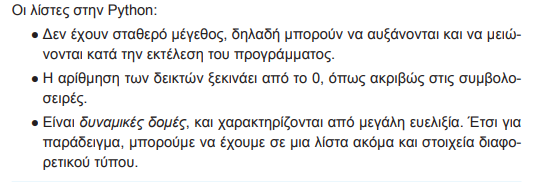 Οι λίστες στην Python:
● Δεν έχουν σταθερό μέγεθος, δηλαδή μπορούν να αυξάνονται και να μειώ-
νονται κατά την εκτέλεση του προγράμματος.
● Η αρίθμηση των δεικτών ξεκινάει από το 0, όπως ακριβώς στις συμβολο-
σειρές.
● Είναι δυναμικές δομές, και χαρακτηρίζονται από μεγάλη ευελιξία. Έτσι για
παράδειγμα, μπορούμε να έχουμε σε μια λίστα ακόμα και στοιχεία διαφο-
ρετικού τύπου.